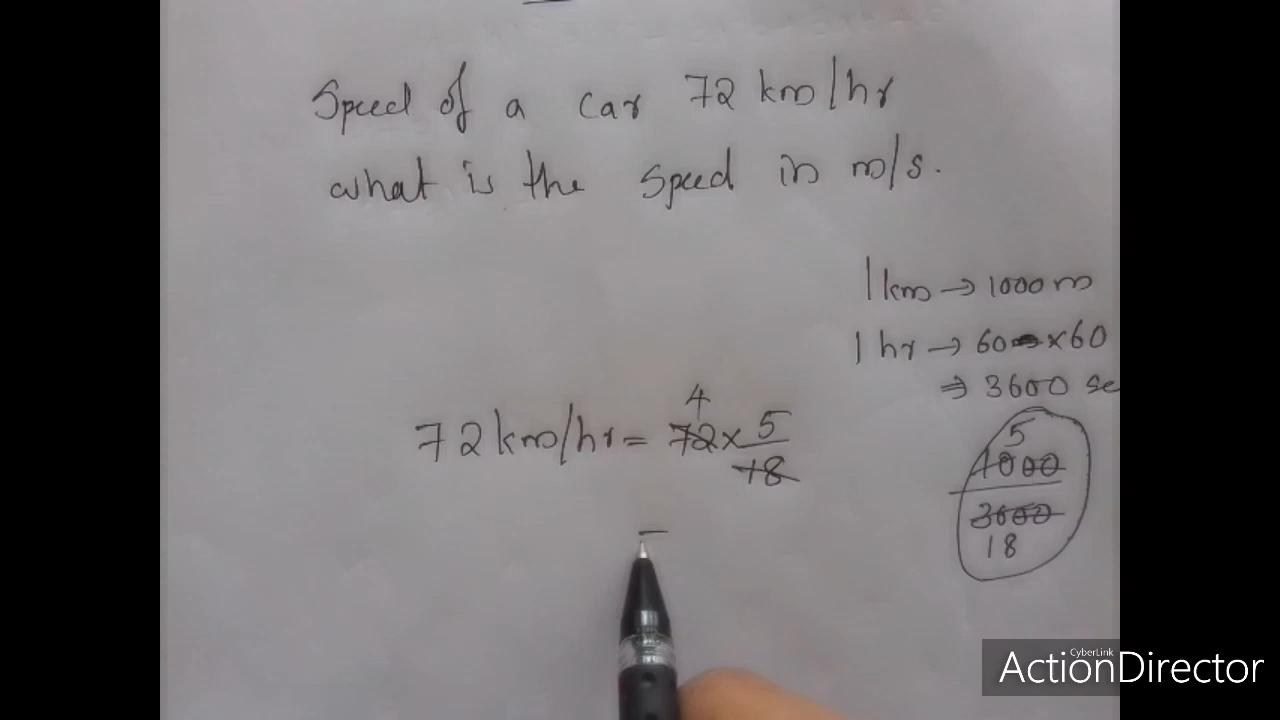 Speed of a car 72 km/hr
what is the speed in m/s.
1 km → 1000 m
1 hr → 60 × 60
⇒ 3600 se
4
72 km/hr = 72 × 5
18
5
1000
3600
18
CyberLink
ActionDirector